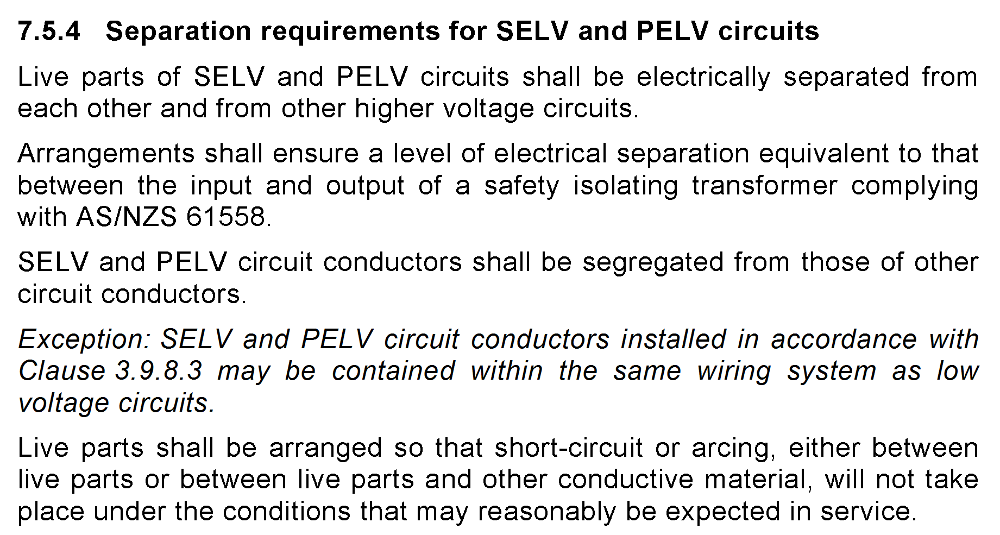 7.5.4 Separation requirements for SELV and PELV circuits
Live parts of SELV and PELV circuits shall be electrically separated from
each other and from other higher voltage circuits.
Arrangements shall ensure a level of electrical separation equivalent to that
between the input and output of a safety isolating transformer complying
with AS/NZS 61558.
SELV and PELV circuit conductors shall be segregated from those of other
circuit conductors.
Exception: SELV and PELV circuit conductors installed in accordance with
Clause 3.9.8.3 may be contained within the same wiring system as low
voltage circuits.
Live parts shall be arranged so that short-circuit or arcing, either between
live parts or between live parts and other conductive material, will not take
place under the conditions that may reasonably be expected in service.